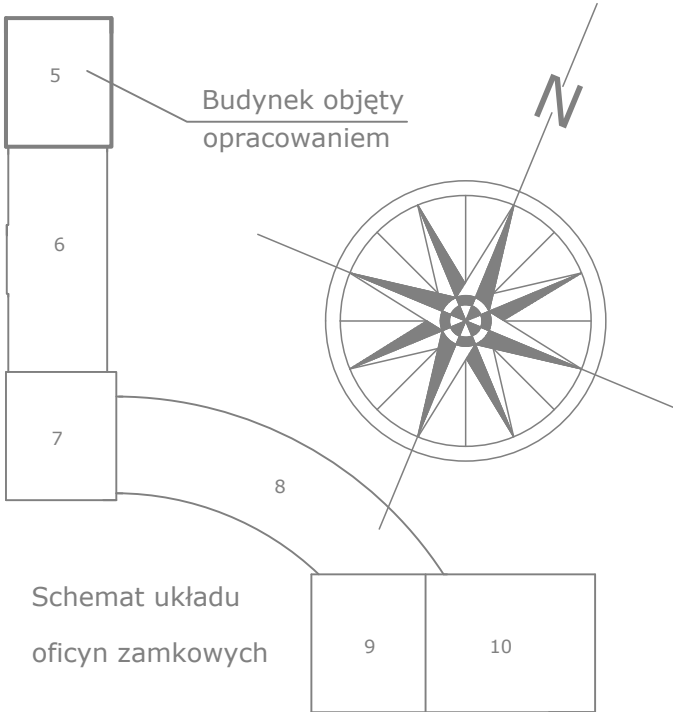 5
Budynek objęty
opracowaniem
N
6
7
8
Schemat układu
oficyn zamkowych
9
10